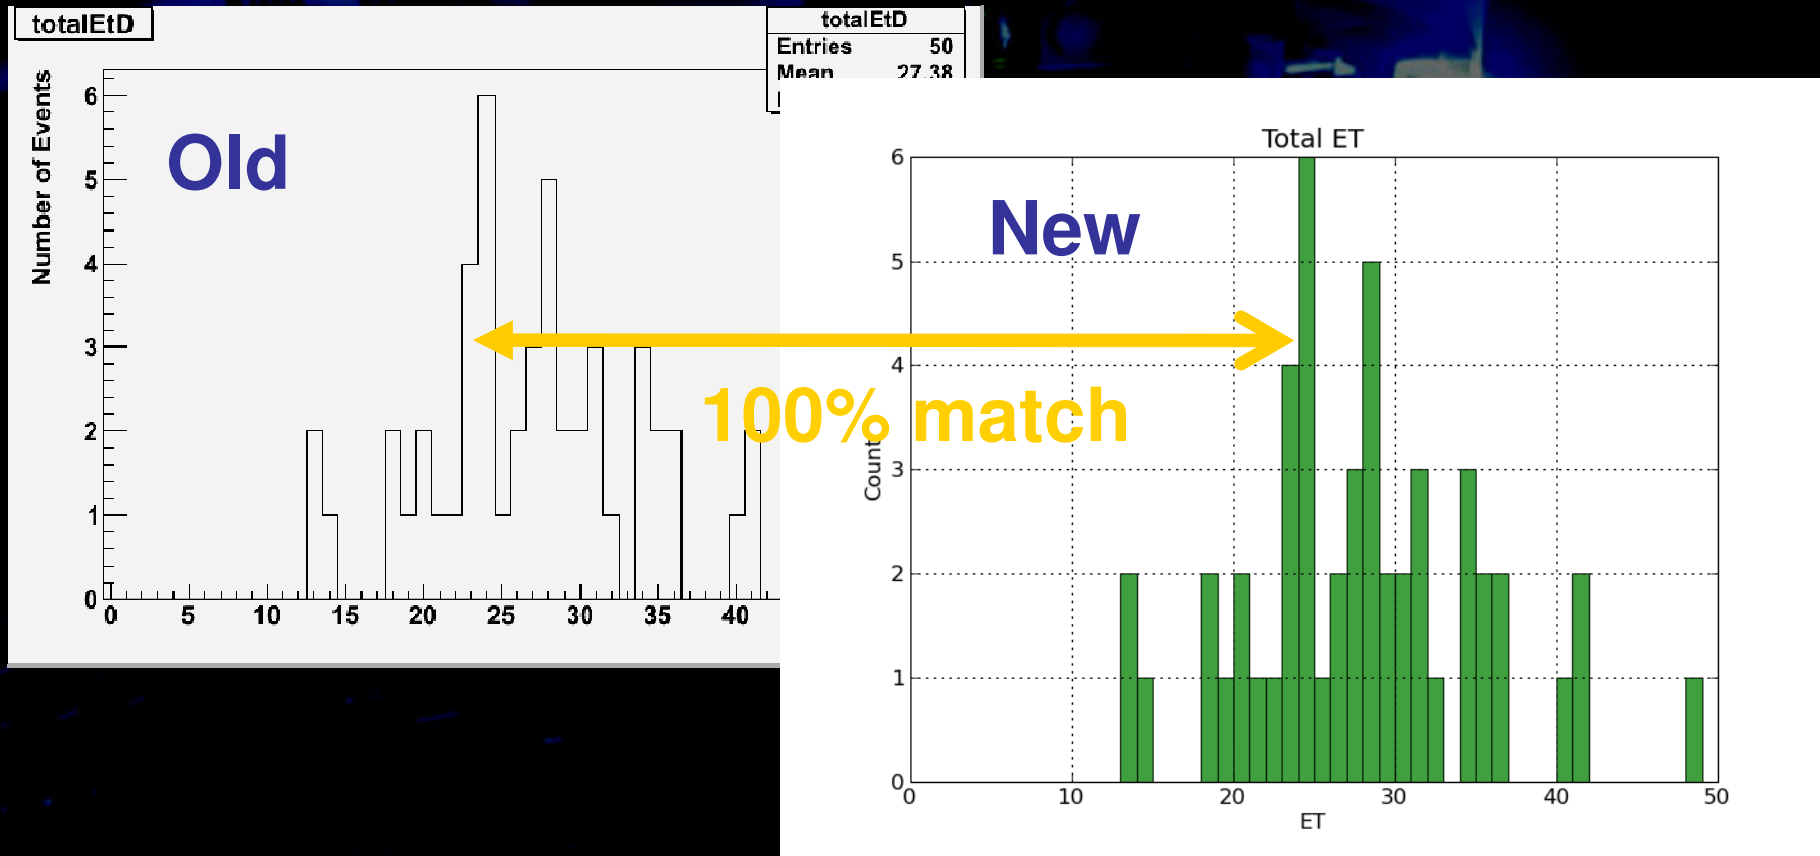 totalEtD
totalEtD
Entries 50
Mean 27.38
Number of Events
6
5
4
3
2
1
0
0 5 10 15 20 25 30 35 40
Old
Total ET
New
Count
6
5
4
3
2
1
0
0 10 20 30 40 50
ET
100% match